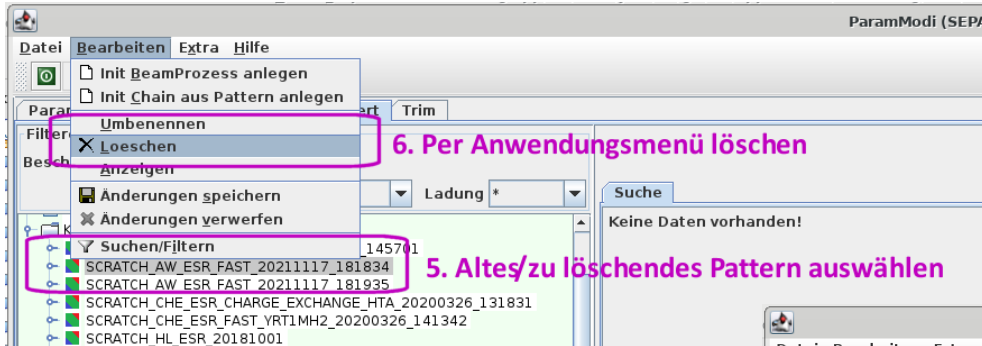 ParamModi (SEPA
Datei Bearbeiten Extra Hilfe
Init BeamProzess anlegen
Init Chain aus Pattern anlegen
Trim
Umbenennen
Loeschen
6. Per Anwendungsmenü löschen
Anzeigen
Änderungen speichern
Ladung *
Suche
Änderungen verwerfen
Keine Daten vorhanden!
Suchen/Filtern
_145701
SCRATCH_AW_ESR_FAST_20211117_181834
5. Altes/zu löschendes Pattern auswählen
SCRATCH_AW_ESR_FAST_20211117_181935
SCRATCH_CHE_ESR_CHARGE_EXCHANGE_HTA_20200326_131831
SCRATCH_CHE_ESR_FAST_YRT1MH2_20200326_141342
SCRATCH_HL_ESR_20181001